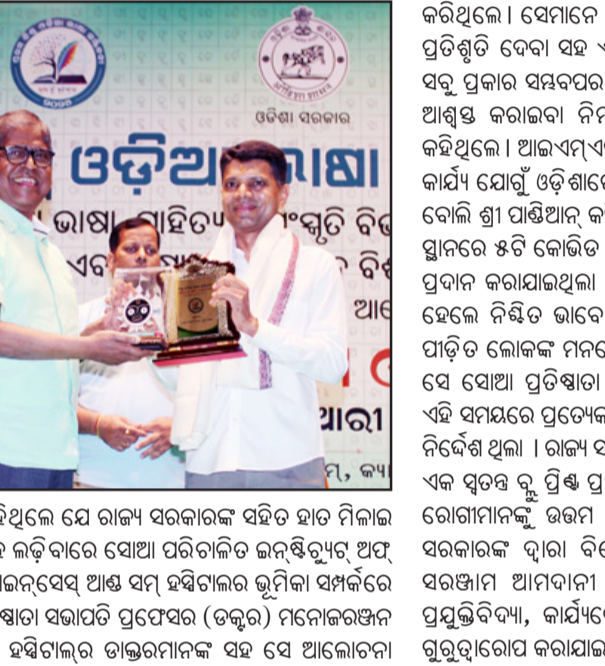 ଓଡିଶା ସରକାର
ଓଡ଼ିଆ ଭାଷା
ଭାଷା, ସାହିତ୍ୟ
ହିଥିଲେ ଯେ ରାଜ୍ୟ ସରକାରଙ୍କ ସହିତ ହାତ ମିଳାଇ
ଲଢ଼ିବାରେ ସୋଆ ପରିଚାଳିତ ଇନ୍‌ଷ୍ଟିଚ୍ୟୁଟ୍ ଅଫ୍
ାଇନ୍‌ସେସ୍ ଆଣ୍ଡ ସମ୍ ହସ୍ପିଟାଲର ଭୂମିକା ସମ୍ପର୍କରେ
ଷ୍ଠାତା ସଭାପତି ପ୍ରଫେସର (ଡକ୍ଟର) ମନୋଜରଞ୍ଜନ
ହସ୍ପିଟାଲ୍‌ର ଡାକ୍ତରମାନଙ୍କ ସହ ସେ ଆଲୋଚନା
କରିଥିଲେ। ସେମାନେ
ପ୍ରତିଶୃତି ଦେବା ସହ ଏ
ସବୁ ପ୍ରକାର ସମ୍ଭବପର
ଆଶ୍ୱସ୍ତ କରାଇବା ନିମ
କହିଥିଲେ। ଆଇଏମ୍ଏ
କାର୍ଯ୍ୟ ଯୋଗୁଁ ଓଡ଼ିଶାରେ
ବୋଲି ଶ୍ରୀ ପାଣ୍ଡିଆନ୍ କ
ସ୍ଥାନରେ ୫ଟି କୋଭିଡ
ପ୍ରଦାନ କରାଯାଇଥିଲା
ହେଲେ ନିଶ୍ଚିତ ଭାବେ
ପୀଡ଼ିତ ଲୋକଙ୍କ ମନରେ
ସେ ସୋଆ ପ୍ରତିଷ୍ଠାତା
ଏହି ସମୟରେ ପ୍ରତ୍ୟେକ
ନିର୍ଦ୍ଦେଶ ଥିଲା । ରାଜ୍ୟ ସ
ଏକ ସ୍ୱତନ୍ତ୍ର ବ୍ଲୁ ପ୍ରିଣ୍ଟ ପ୍ର
ରୋଗୀମାନଙ୍କୁ ଉତ୍ତମ
ସରକାରଙ୍କ ଦ୍ୱାରା ବି
ସରଞ୍ଜାମ ଆମଦାନୀ
ପ୍ରଯୁକ୍ତିବିଦ୍ୟା, କାର୍ଯ୍ୟ
ଗୁରୁତ୍ୱାରୋପ କରାଯାଇ